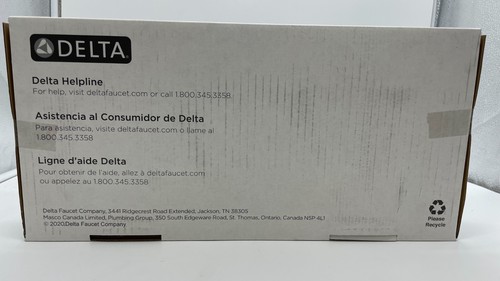 DELTA
Delta Helpline
For help, visit deltafaucet.com or call 1.800.345.3358.
Asistencia al Consumidor de Delta
Para asistencia, visite deltafaucet.com o llame al
1.800.345.3358
Ligne d'aide Delta
Pour obtenir de l'aide, allez à deltafaucet.com
ou appelez au 1.800.345.3358
Delta Faucet Company, 3441 Ridgecrest Road Extended, Jackson, TN 38305
Masco Canada Limited, Plumbing Group, 350 South Edgeware Road, St. Thomas, Ontario, Canada N5P 4L1
© 2020 Delta Faucet Company
Please
Recycle